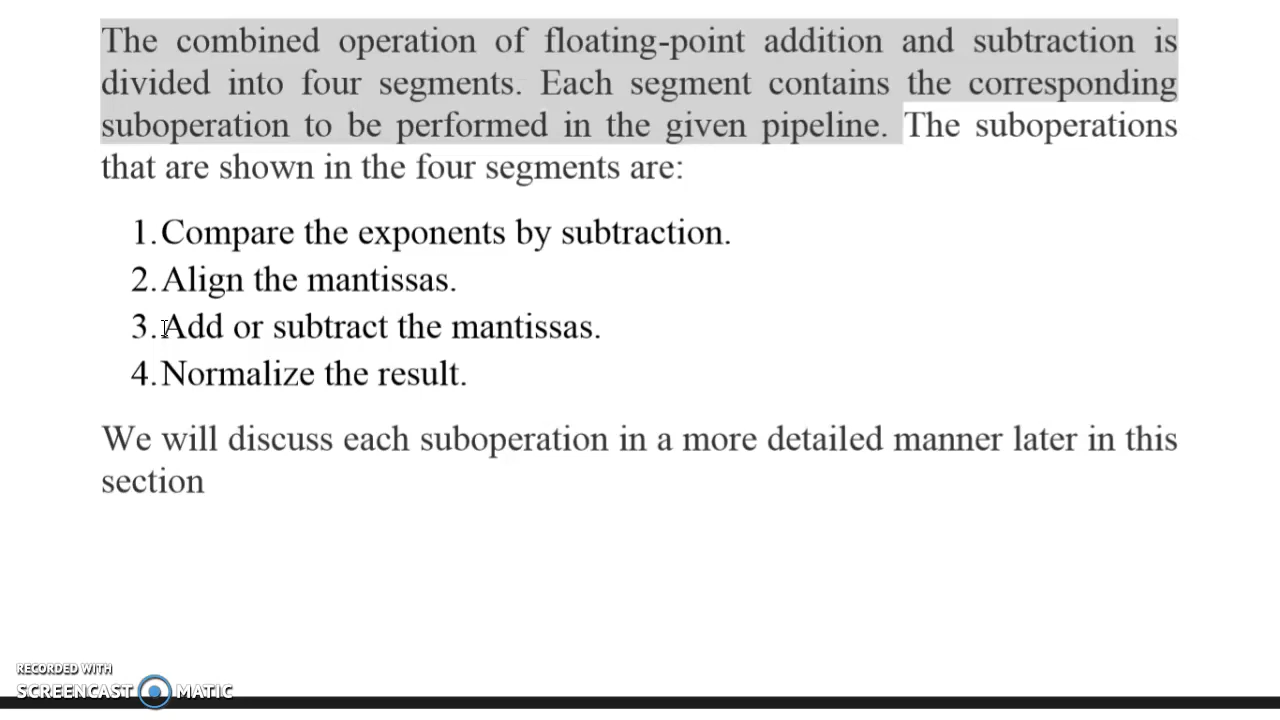 The combined operation of floating-point addition and subtraction is
divided into four segments. Each segment contains the corresponding
suboperation to be performed in the given pipeline. The suboperations
that are shown in the four segments are:
1. Compare the exponents by subtraction.
2. Align the mantissas.
3. Add or subtract the mantissas.
4. Normalize the result.
We will discuss each suboperation in a more detailed manner later in this
section
RECORDED WITH
SCREENCAST MATIC